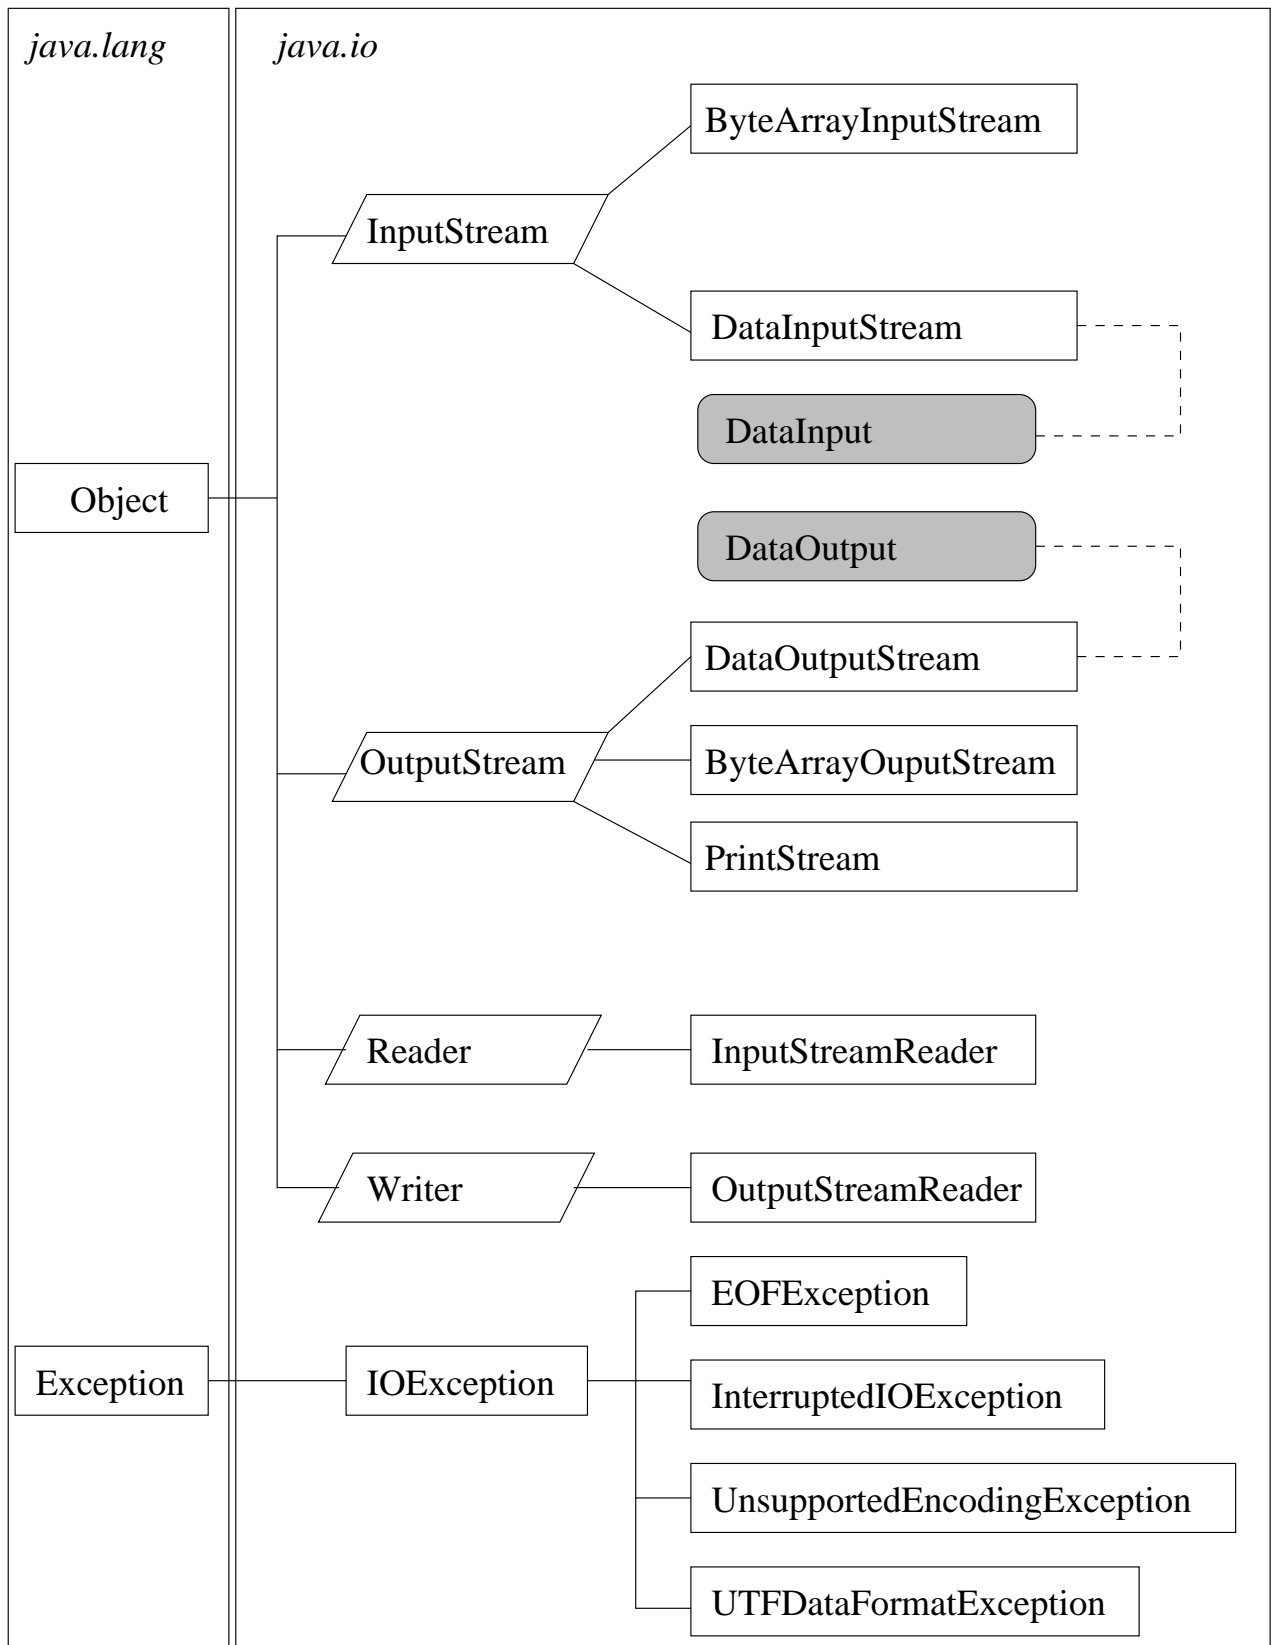 java.lang
java.io
ByteArrayInputStream
InputStream
DataInputStream
DataInput
Object
DataOutput
DataOutputStream
OutputStream
ByteArrayOuputStream
PrintStream
Reader
InputStreamReader
Writer
OutputStreamReader
EOFException
Exception
IOException
InterruptedIOException
UnsupportedEncodingException
UTFDataFormatException